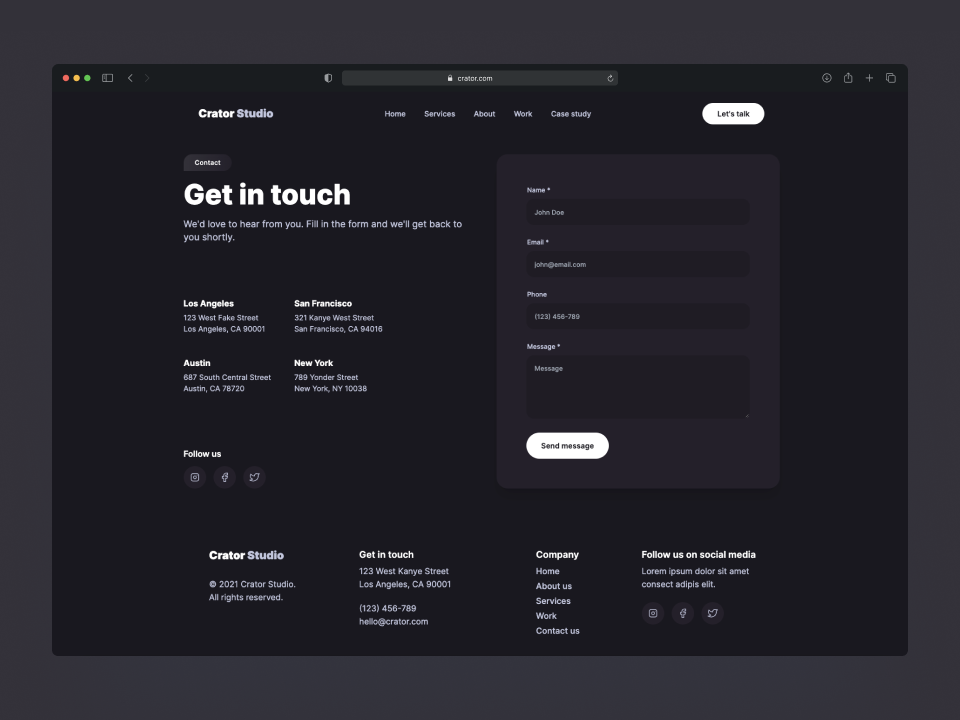 crator.com
Crator Studio
Home
Services
About
Work
Case study
Let's talk
Contact
Get in touch
We'd love to hear from you. Fill in the form and we'll get back to
you shortly.
Los Angeles
123 West Fake Street
Los Angeles, CA 90001
San Francisco
321 Kanye West Street
San Francisco, CA 94016
Austin
687 South Central Street
Austin, CA 78720
New York
789 Yonder Street
New York, NY 10038
Follow us
Name *
John Doe
Email *
john@email.com
Phone
(123) 456-789
Message *
Message
Send message
Crator Studio
© 2021 Crator Studio.
All rights reserved.
Get in touch
123 West Kanye Street
Los Angeles, CA 90001
(123) 456-789
hello@crator.com
Company
Home
About us
Services
Work
Contact us
Follow us on social media
Lorem ipsum dolor sit amet
consect adipis elit.